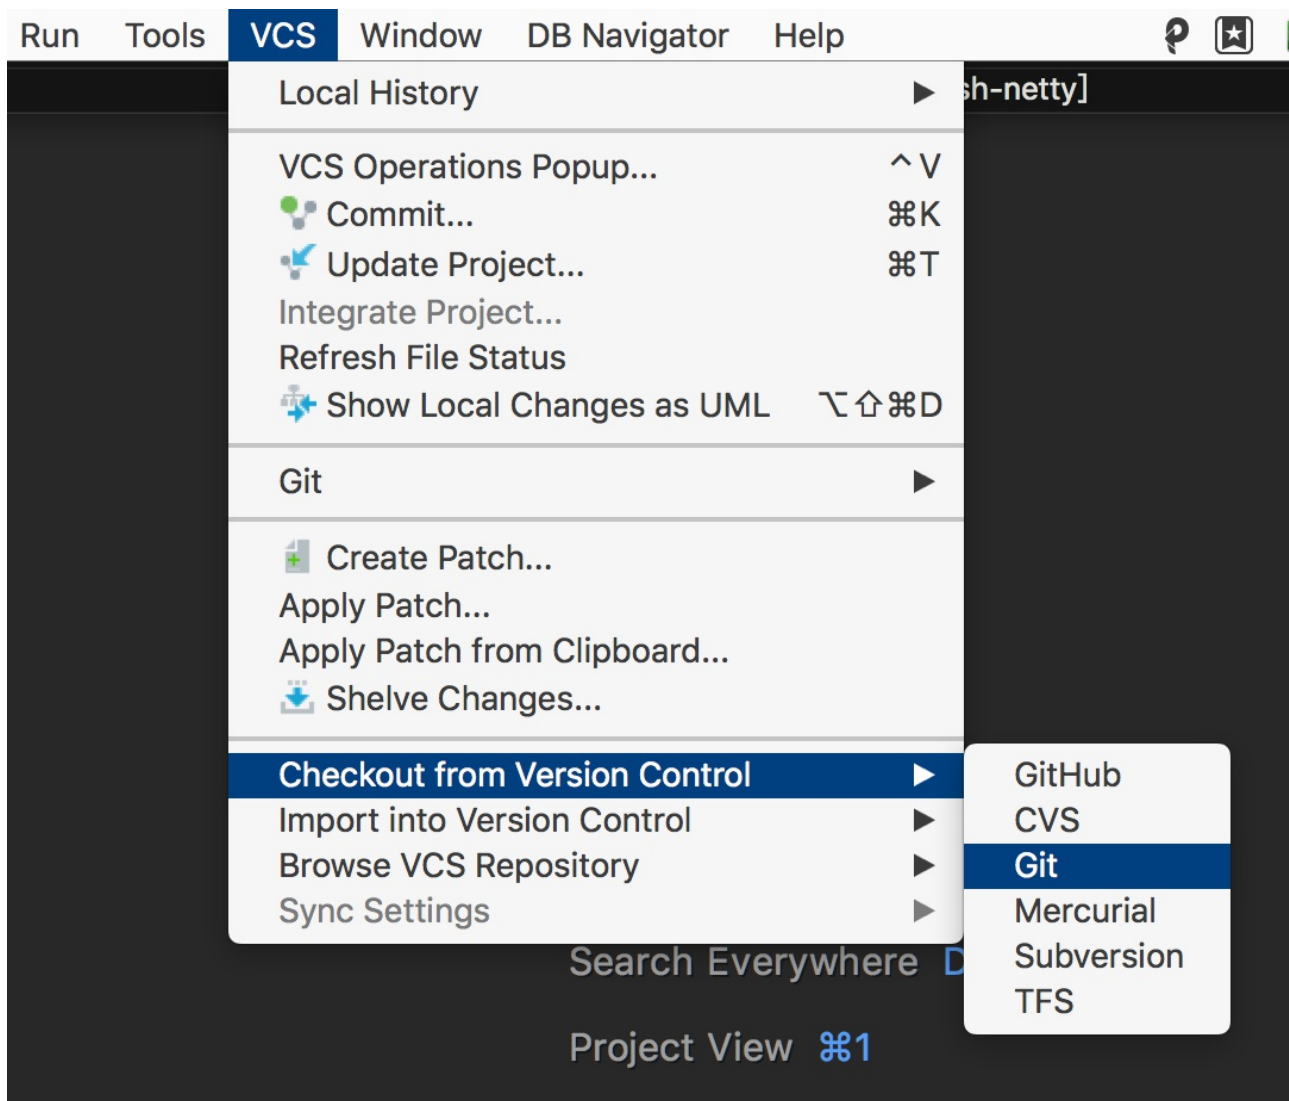 Run Tools VCS Window DB Navigator Help
sh-netty]
Local History ▶
VCS Operations Popup... ^V
Commit... ⌘K
Update Project... ⌘T
Integrate Project...
Refresh File Status
Show Local Changes as UML ⌥⇧⌘D
Git ▶
Create Patch...
Apply Patch...
Apply Patch from Clipboard...
Shelve Changes...
Checkout from Version Control ▶
Import into Version Control ▶
Browse VCS Repository ▶
Sync Settings ▶
GitHub
CVS
Git
Mercurial
Subversion
TFS
Search Everywhere D
Project View ⌘1